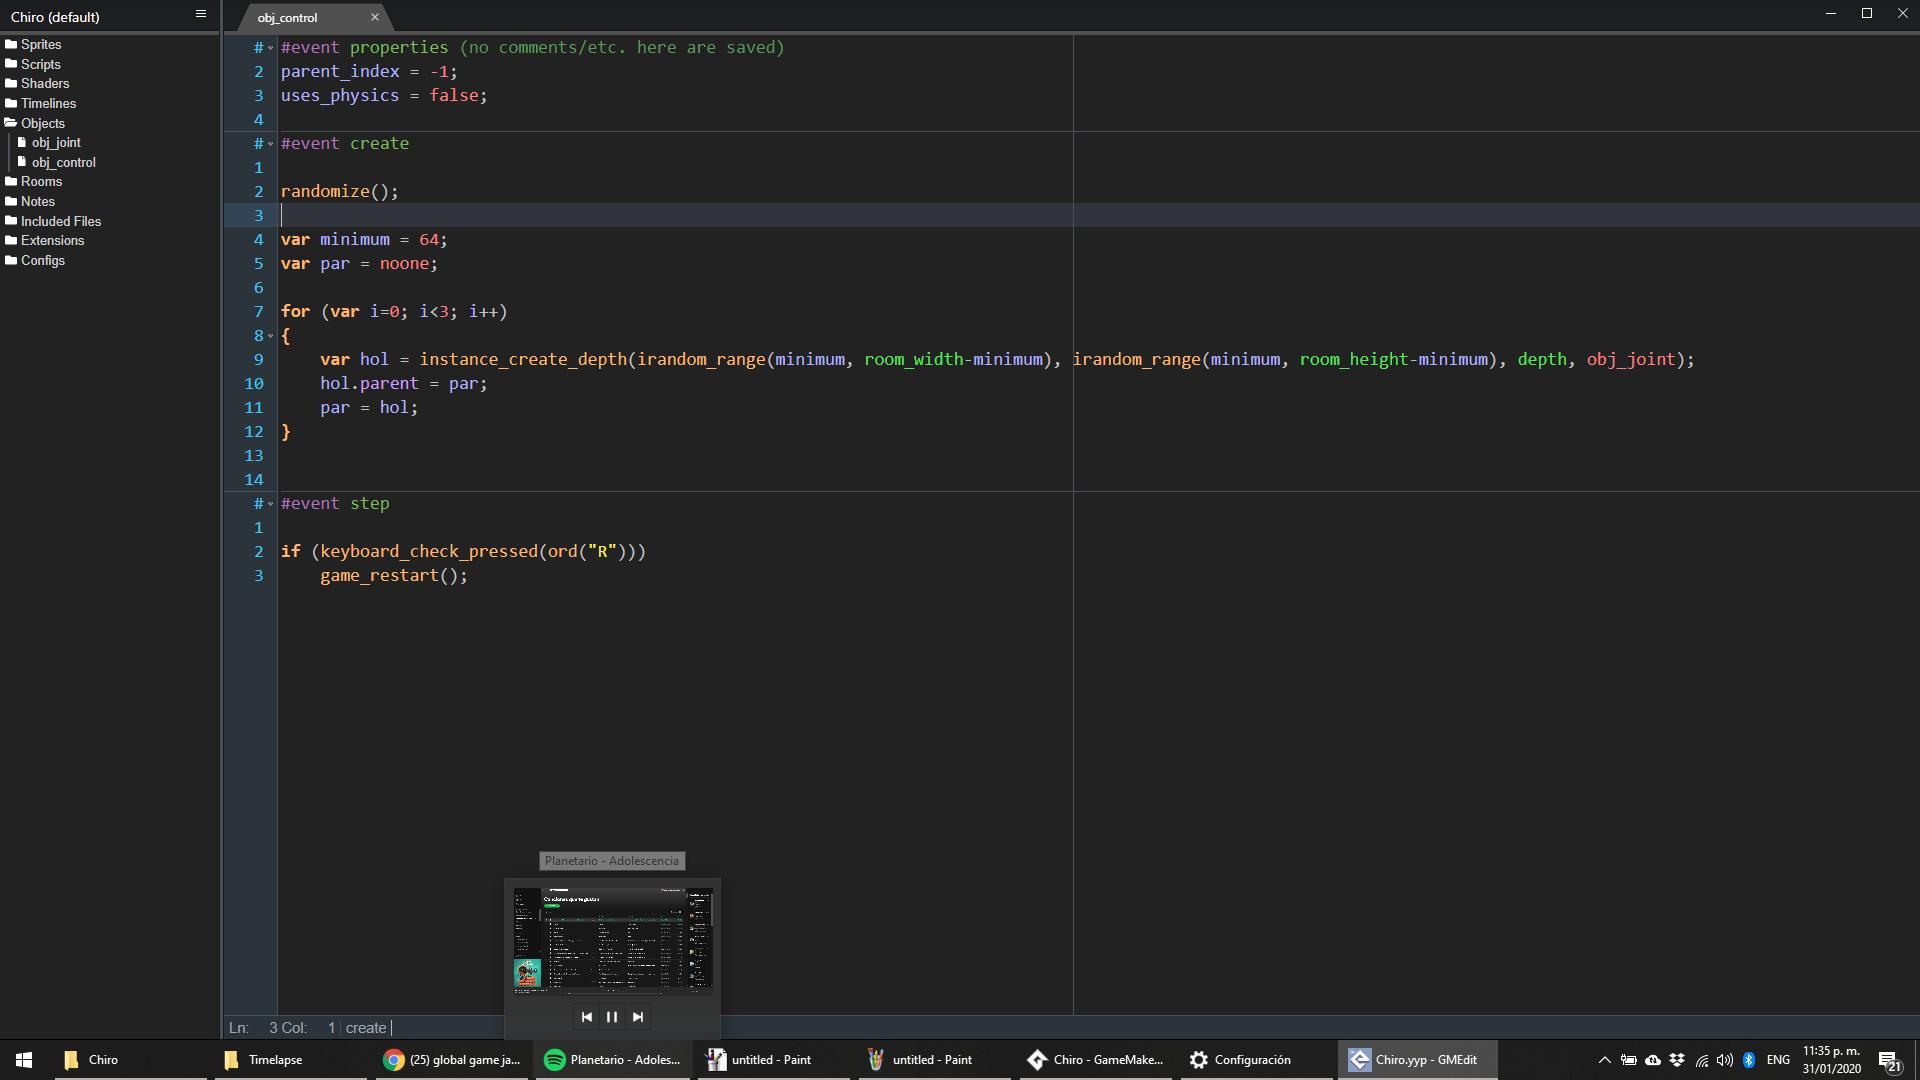 Chiro (default)
obj_control
Sprites
Scripts
Shaders
Timelines
Objects
obj_joint
obj_control
Rooms
Notes
Included Files
Extensions
Configs
# #event properties (no comments/etc. here are saved)
2 parent_index = -1;
3 uses_physics = false;
4
# #event create
1
2 randomize();
3
4 var minimum = 64;
5 var par = noone;
6
7 for (var i=0; i<3; i++)
8 {
9 var hol = instance_create_depth(irandom_range(minimum, room_width-minimum), irandom_range(minimum, room_height-minimum), depth, obj_joint);
10 hol.parent = par;
11 par = hol;
12 }
13
14
# #event step
1
2 if (keyboard_check_pressed(ord("R")))
3 game_restart();
Planetario - Adolescencia
Canciones que te gustan
Ln: 3 Col: 1 create
Chiro
Timelapse
(25) global game ja...
Planetario - Adoles...
untitled - Paint
untitled - Paint
Chiro - GameMake...
Configuración
Chiro.yyp - GMEdit
ENG
11:35 p. m.
31/01/2020
21